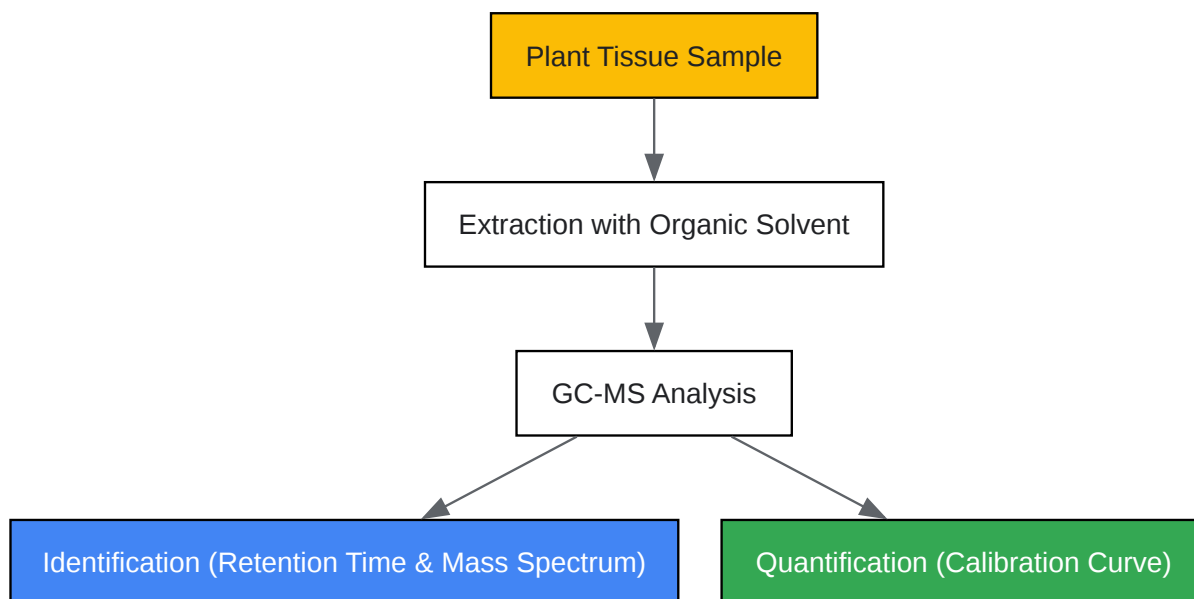 Plant Tissue Sample
Extraction with Organic Solvent
GC-MS Analysis
Identification (Retention Time & Mass Spectrum)
Quantification (Calibration Curve)